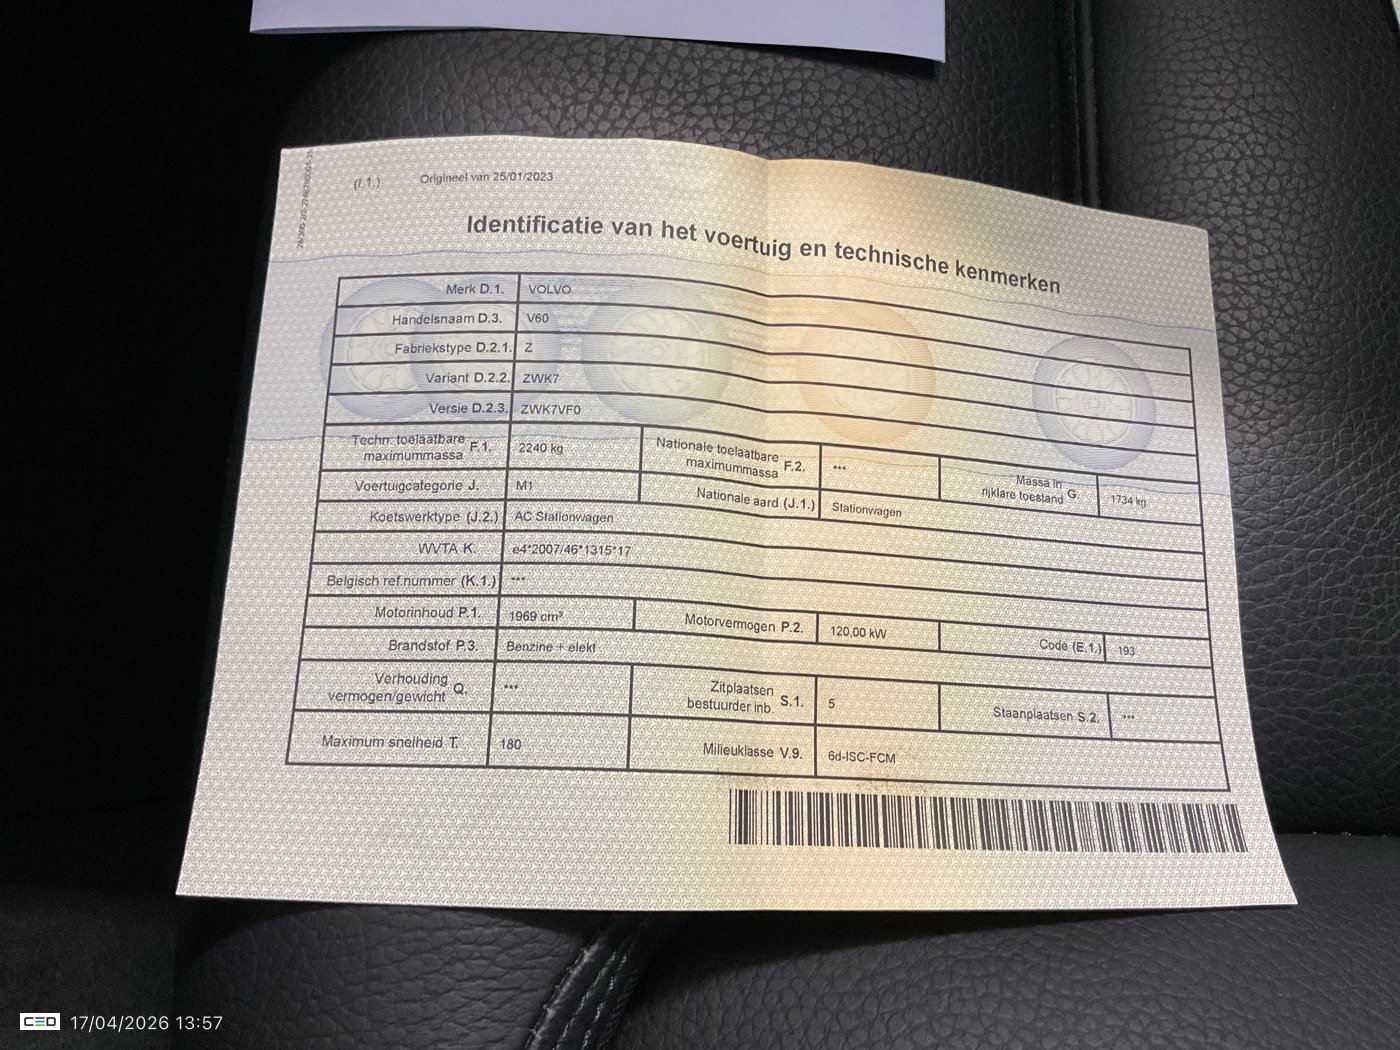 (I.1.) Origineel van 25/01/2023
Identificatie van het voertuig en technische kenmerken
Merk D.1. VOLVO
Handelsnaam D.3. V60
Fabriekstype D.2.1. Z
Variant D.2.2. ZWK7
Versie D.2.3. ZWK7VF0
Techn. toelaatbare maximummassa F.1. 2240 kg Nationale toelaatbare maximummassa F.2. *** Massa in rijklare toestand G. 1734 kg
Voertuigcategorie J. M1 Nationale aard (J.1.) Stationwagen
Koetswerktype (J.2.) AC Stationwagen
WVTA K. e4*2007/46*1315*17
Belgisch ref.nummer (K.1.) ***
Motorinhoud P.1. 1969 cm³ Motorvermogen P.2. 120,00 kW Code (E.1.) 193
Brandstof P.3. Benzine + elekt
Verhouding vermogen/gewicht Q. *** Zitplaatsen bestuurder inb. S.1. 5 Staanplaatsen S.2. ***
Maximum snelheid T. 180 Milieuklasse V.9. 6d-ISC-FCM
CED 17/04/2026 13:57